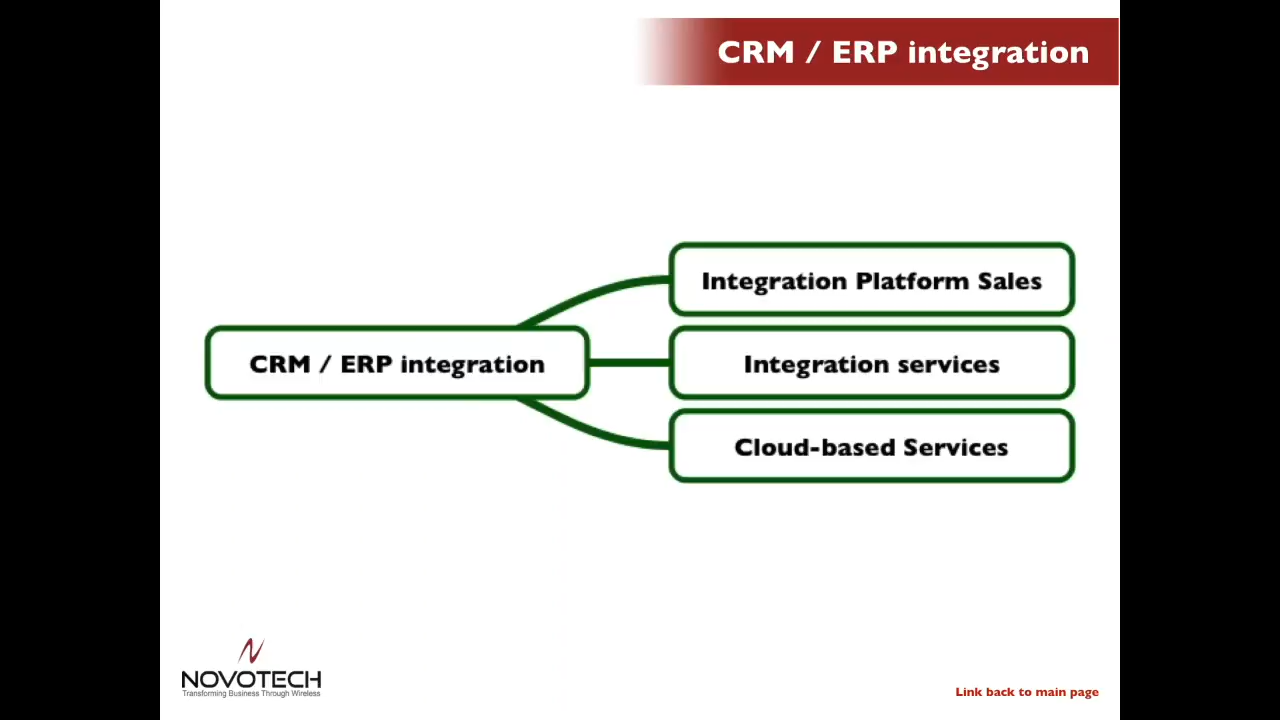 CRM / ERP integration
Integration Platform Sales
CRM / ERP integration
Integration services
Cloud-based Services
NOVOTECH
Transforming Business Through Wireless
Link back to main page